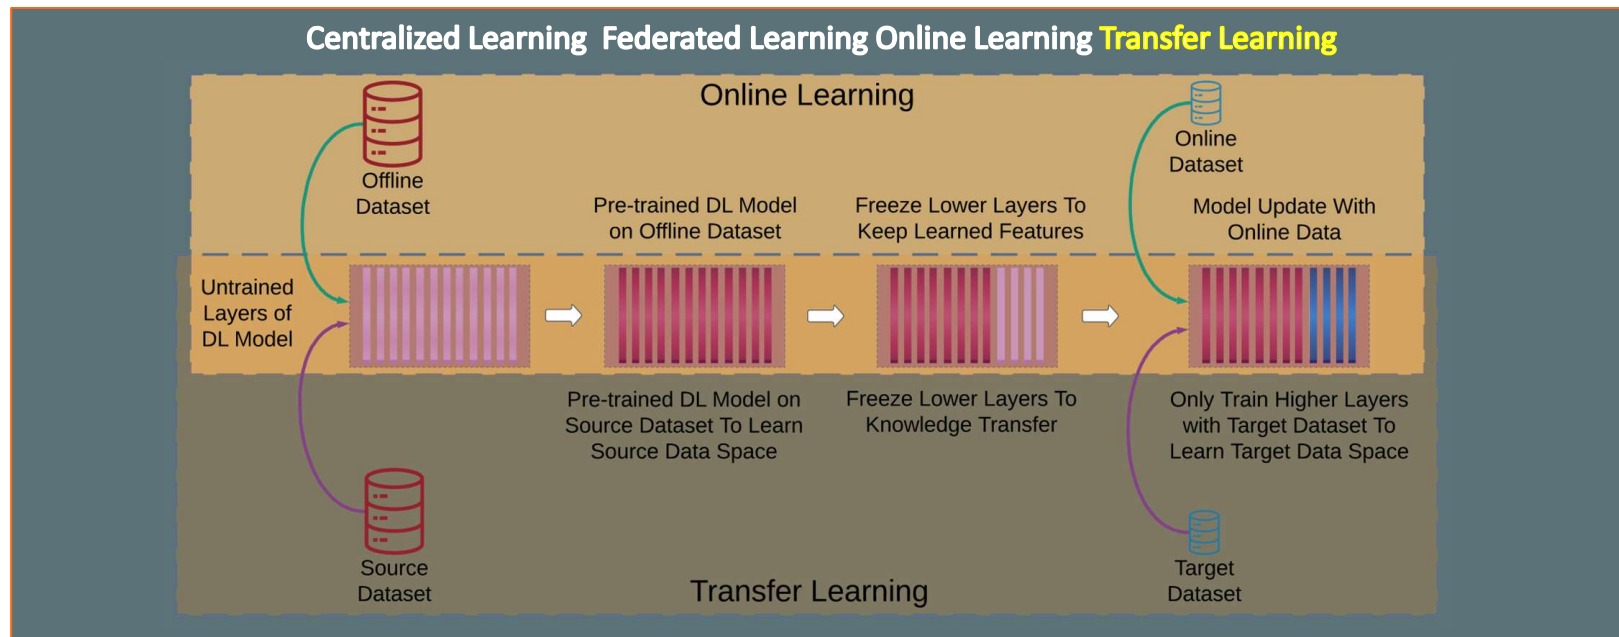 Centralized Learning  Federated Learning Online Learning Transfer Learning
Online Learning
Offline
Dataset
Online
Dataset
Pre-trained DL Model
on Offline Dataset
Freeze Lower Layers To
Keep Learned Features
Model Update With
Online Data
Untrained
Layers of
DL Model
Pre-trained DL Model on
Source Dataset To Learn
Source Data Space
Freeze Lower Layers To
Knowledge Transfer
Only Train Higher Layers
with Target Dataset To
Learn Target Data Space
Source
Dataset
Target
Dataset
Transfer Learning